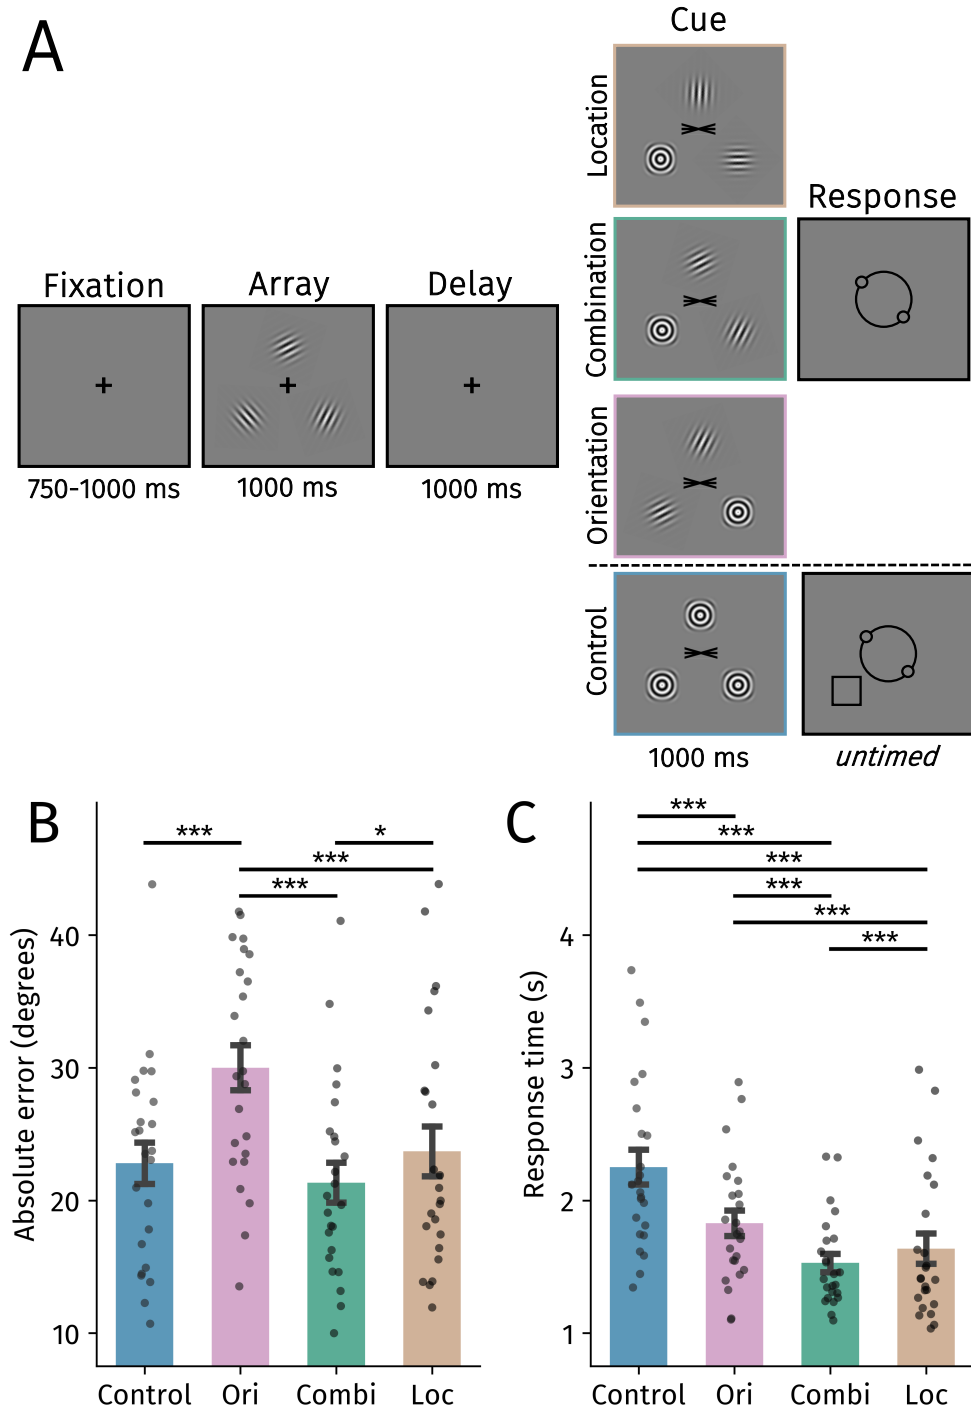 A
Cue
Location
Response
Combination
Fixation
Array
Delay
750-1000 ms
1000 ms
1000 ms
Orientation
Control
1000 ms
untimed
B
C
***
*
***
***
***
***
***
***
***
***
Absolute error (degrees)
40
30
20
10
Control Ori Combi Loc
Response time (s)
4
3
2
1
Control Ori Combi Loc